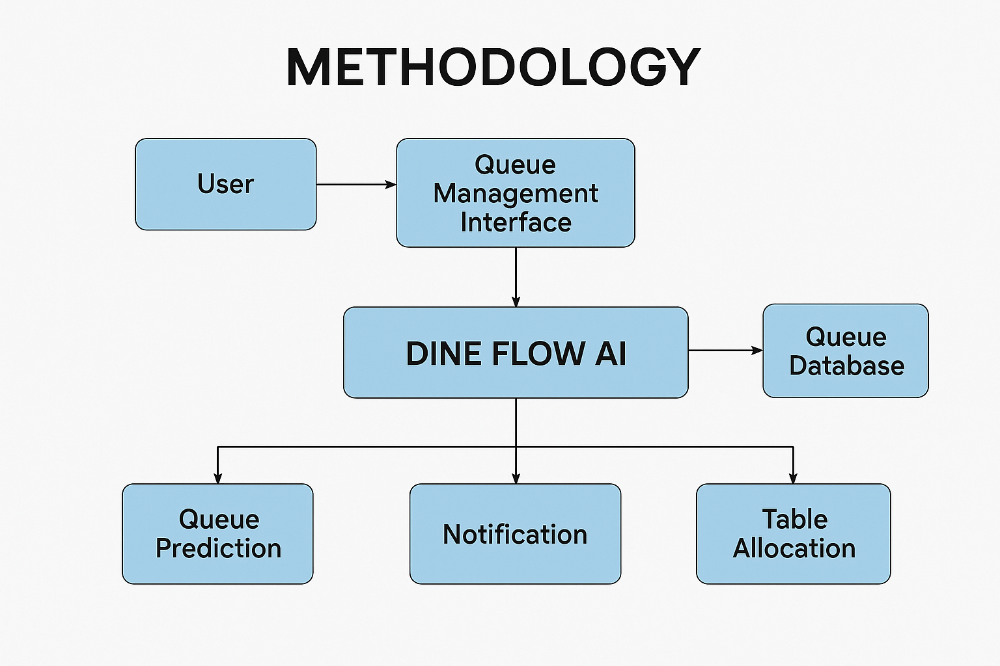 METHODOLOGY
User
Queue
Management
Interface
DINE FLOW AI
Queue
Database
Queue
Prediction
Notification
Table
Allocation